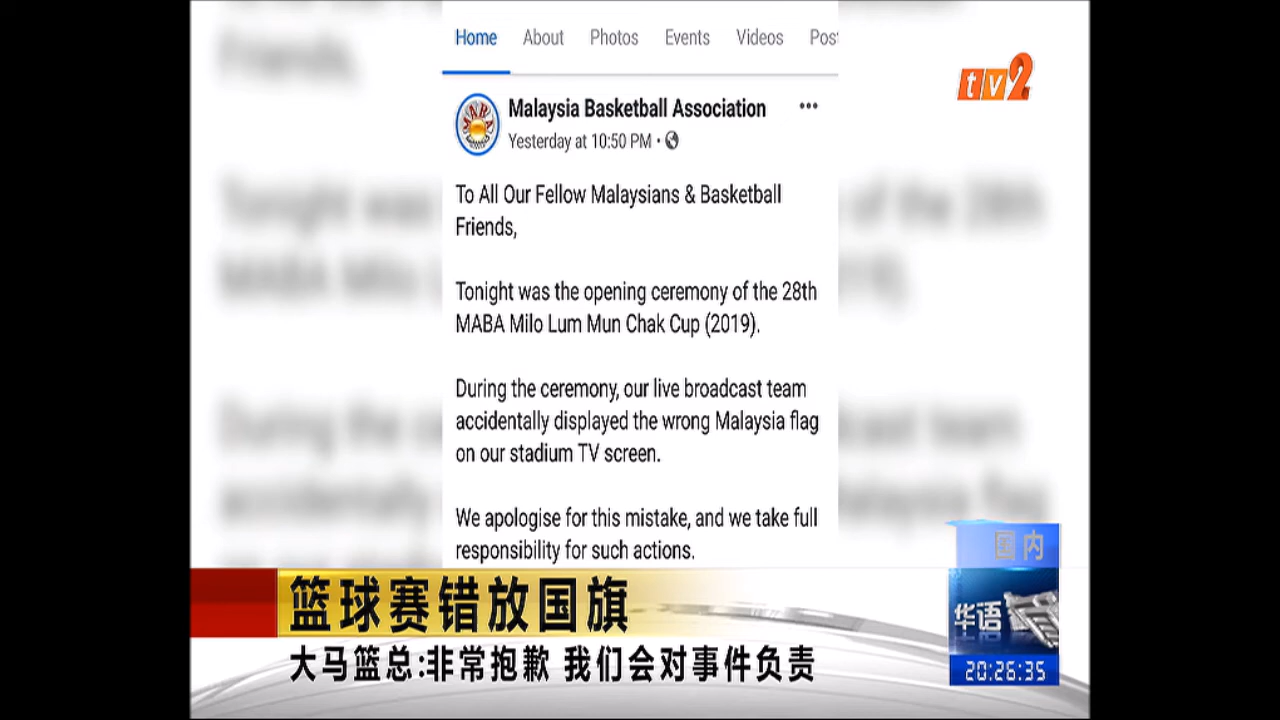 Home About Photos Events Videos Pos
tv2
Malaysia Basketball Association
Yesterday at 10:50 PM
To All Our Fellow Malaysians & Basketball
Friends,
Tonight was the opening ceremony of the 28th
MABA Milo Lum Mun Chak Cup (2019).
During the ceremony, our live broadcast team
accidentally displayed the wrong Malaysia flag
on our stadium TV screen.
We apologise for this mistake, and we take full
responsibility for such actions.
国内
篮球赛错放国旗
华语
大马篮总:非常抱歉 我们会对事件负责
20:26:35